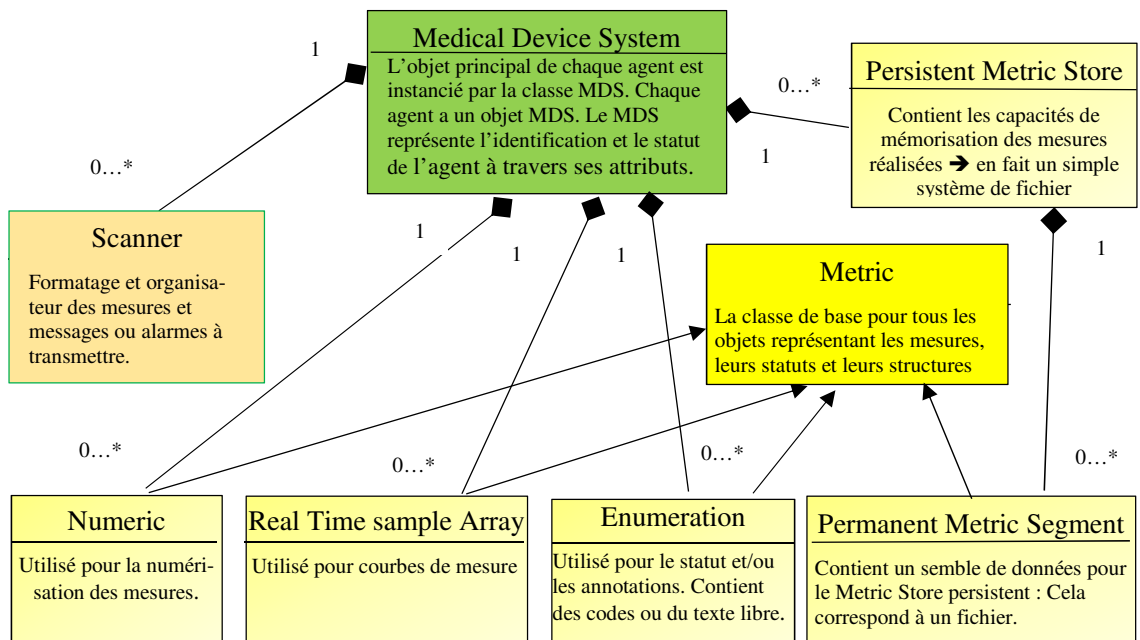 Medical Device System
L'objet principal de chaque agent est
instancié par la classe MDS. Chaque
agent a un objet MDS. Le MDS
représente l'identification et le statut
de l'agent à travers ses attributs.
1
0…*
Persistent Metric Store
Contient les capacités de
mémorisation des mesures
réalisées ➔ en fait un simple
système de fichier
0…*
1
Scanner
Formatage et organisa-
teur des mesures et
messages ou alarmes à
transmettre.
1
1
1
1
Metric
La classe de base pour tous les
objets représentant les mesures,
leurs statuts et leurs structures
0…*
0…*
0…*
0…*
Numeric
Utilisé pour la numéri-
sation des mesures.
Real Time sample Array
Utilisé pour courbes de mesure
Enumeration
Utilisé pour le statut et/ou
les annotations. Contient
des codes ou du texte libre.
Permanent Metric Segment
Contient un semble de données pour
le Metric Store persistent : Cela
correspond à un fichier.